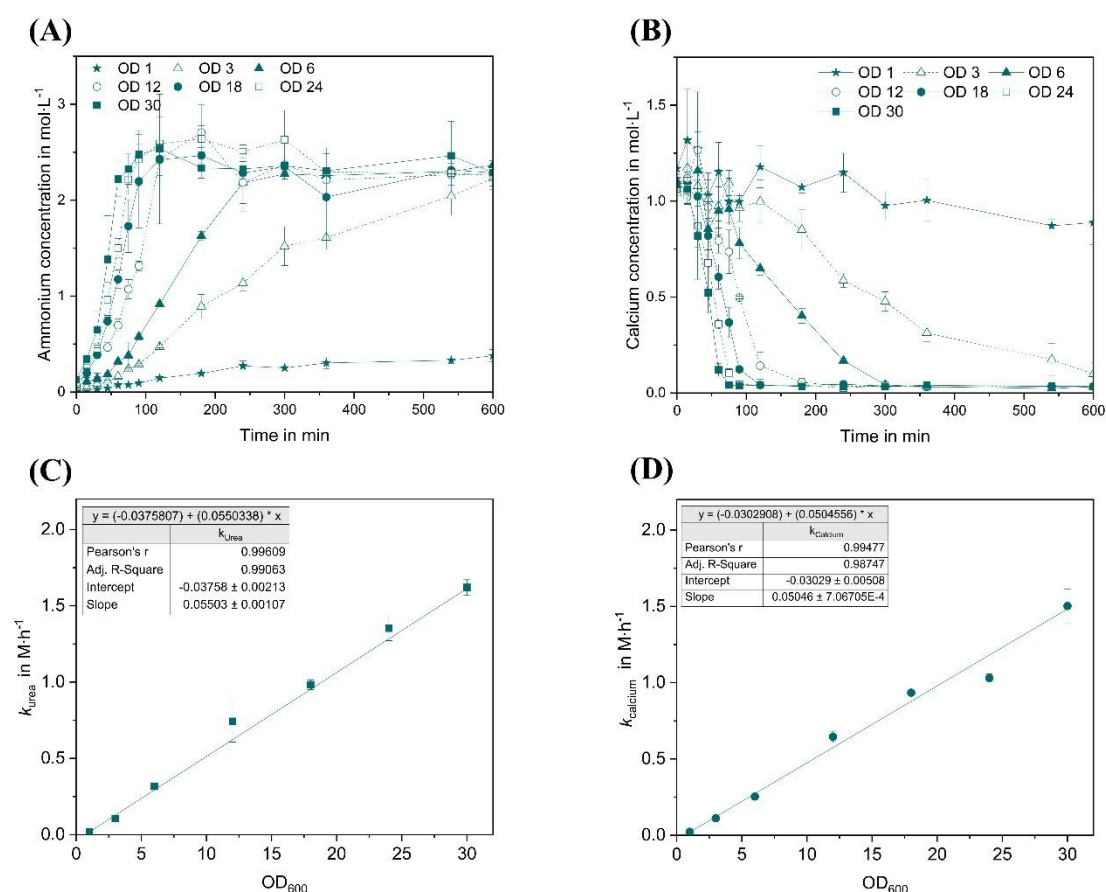 (A)
OD 1 OD 3 OD 6
OD 12 OD 18 OD 24
OD 30
Ammonium concentration in mol·L⁻¹
3
2
1
0
0 100 200 300 400 500 600
Time in min
(B)
OD 1 OD 3 OD 6
OD 12 OD 18 OD 24
OD 30
Calcium concentration in mol·L⁻¹
1.5
1.0
0.5
0.0
0 100 200 300 400 500 600
Time in min
(C)
y = (-0.0375807) + (0.0550338) * x
k_Urea
Pearson's r 0.99609
Adj. R-Square 0.99063
Intercept -0.03758 ± 0.00213
Slope 0.05503 ± 0.00107
k_urea in M·h⁻¹
2.0
1.5
1.0
0.5
0.0
0 5 10 15 20 25 30
OD₆₀₀
(D)
y = (-0.0302908) + (0.0504556) * x
k_Calcium
Pearson's r 0.99477
Adj. R-Square 0.98747
Intercept -0.03029 ± 0.00508
Slope 0.05046 ± 7.06705E-4
k_calcium in M·h⁻¹
2.0
1.5
1.0
0.5
0.0
0 5 10 15 20 25 30
OD₆₀₀